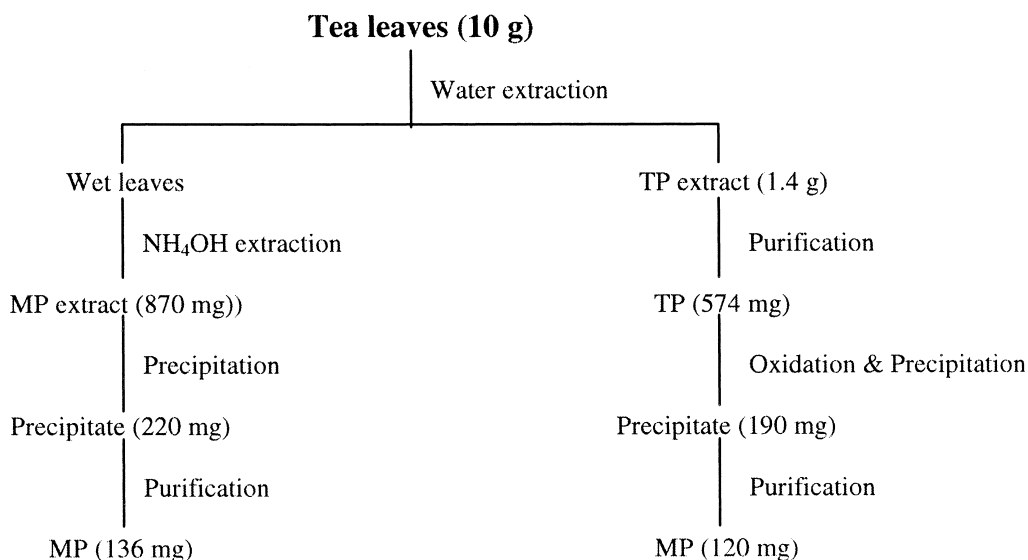 Tea leaves (10 g)
Water extraction
Wet leaves
TP extract (1.4 g)
NH₄OH extraction
Purification
MP extract (870 mg))
TP (574 mg)
Precipitation
Oxidation & Precipitation
Precipitate (220 mg)
Precipitate (190 mg)
Purification
Purification
MP (136 mg)
MP (120 mg)